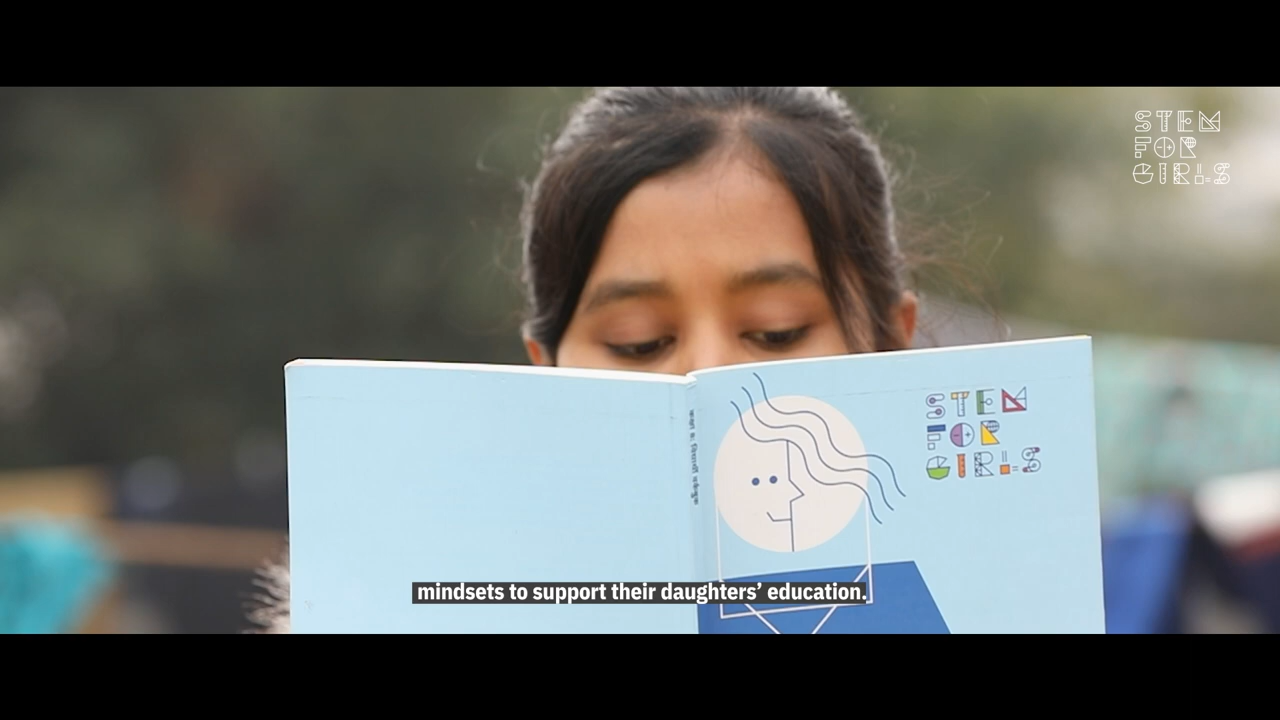 STEM
FOR
GIRLS
STEM
FOR
GIRLS
mindsets to support their daughters’ education.